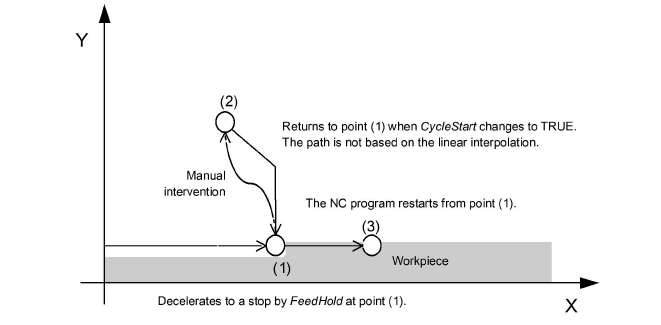 Y
(2)
Returns to point (1) when CycleStart changes to TRUE.
The path is not based on the linear interpolation.
Manual
intervention
The NC program restarts from point (1).
(3)
(1)
Workpiece
Decelerates to a stop by FeedHold at point (1).
X